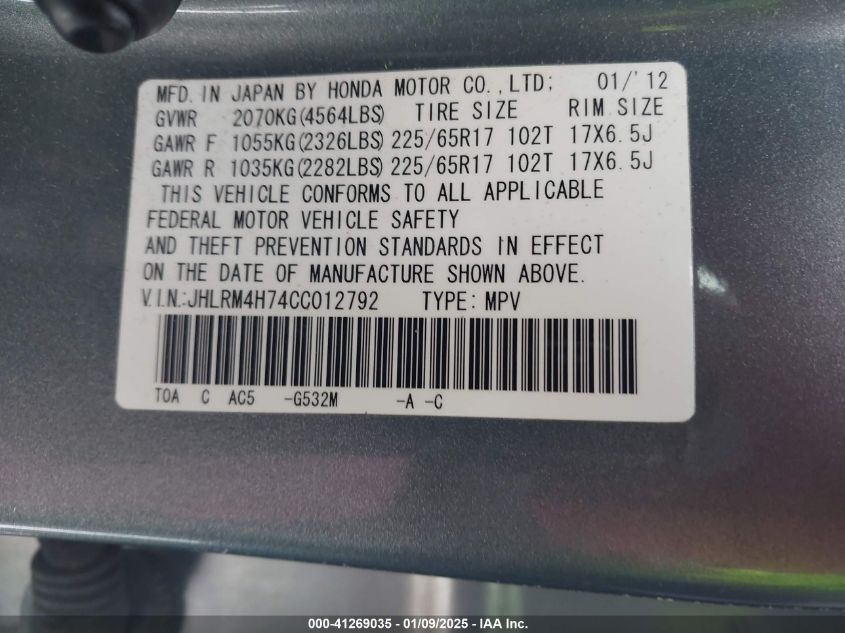 MFD. IN JAPAN BY HONDA MOTOR CO.,LTD; 01/'12
GVWR 2070KG(4564LBS) TIRE SIZE RIM SIZE
GAWR F 1055KG(2326LBS) 225/65R17 102T 17X6.5J
GAWR R 1035KG(2282LBS) 225/65R17 102T 17X6.5J
THIS VEHICLE CONFORMS TO ALL APPLICABLE
FEDERAL MOTOR VEHICLE SAFETY
AND THEFT PREVENTION STANDARDS IN EFFECT
ON THE DATE OF MANUFACTURE SHOWN ABOVE.
V.I.N.:JHLRM4H74CC012792 TYPE: MPV
TOA C AC5 -G532M -A -C
000-41269035 - 01/09/2025 - IAA Inc.